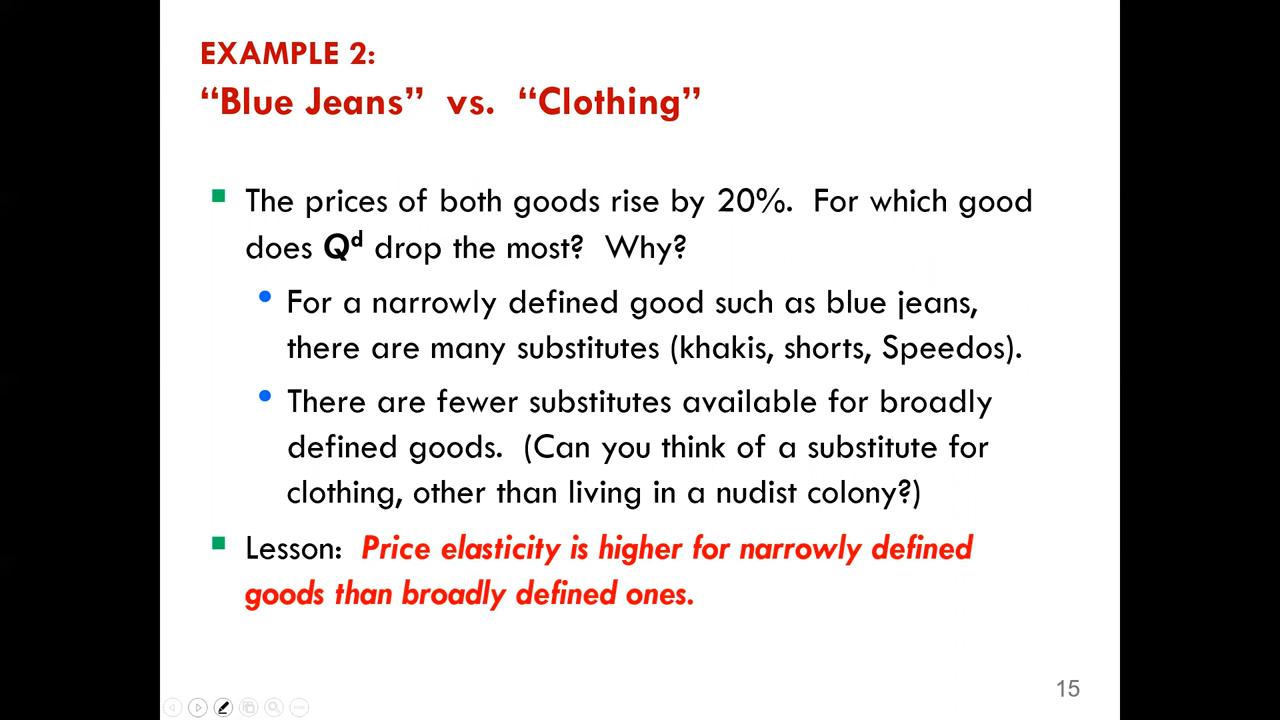 EXAMPLE 2:
“Blue Jeans” vs. “Clothing”
The prices of both goods rise by 20%. For which good
does Qᵈ drop the most? Why?
For a narrowly defined good such as blue jeans,
there are many substitutes (khakis, shorts, Speedos).
There are fewer substitutes available for broadly
defined goods. (Can you think of a substitute for
clothing, other than living in a nudist colony?)
Lesson: Price elasticity is higher for narrowly defined
goods than broadly defined ones.
15